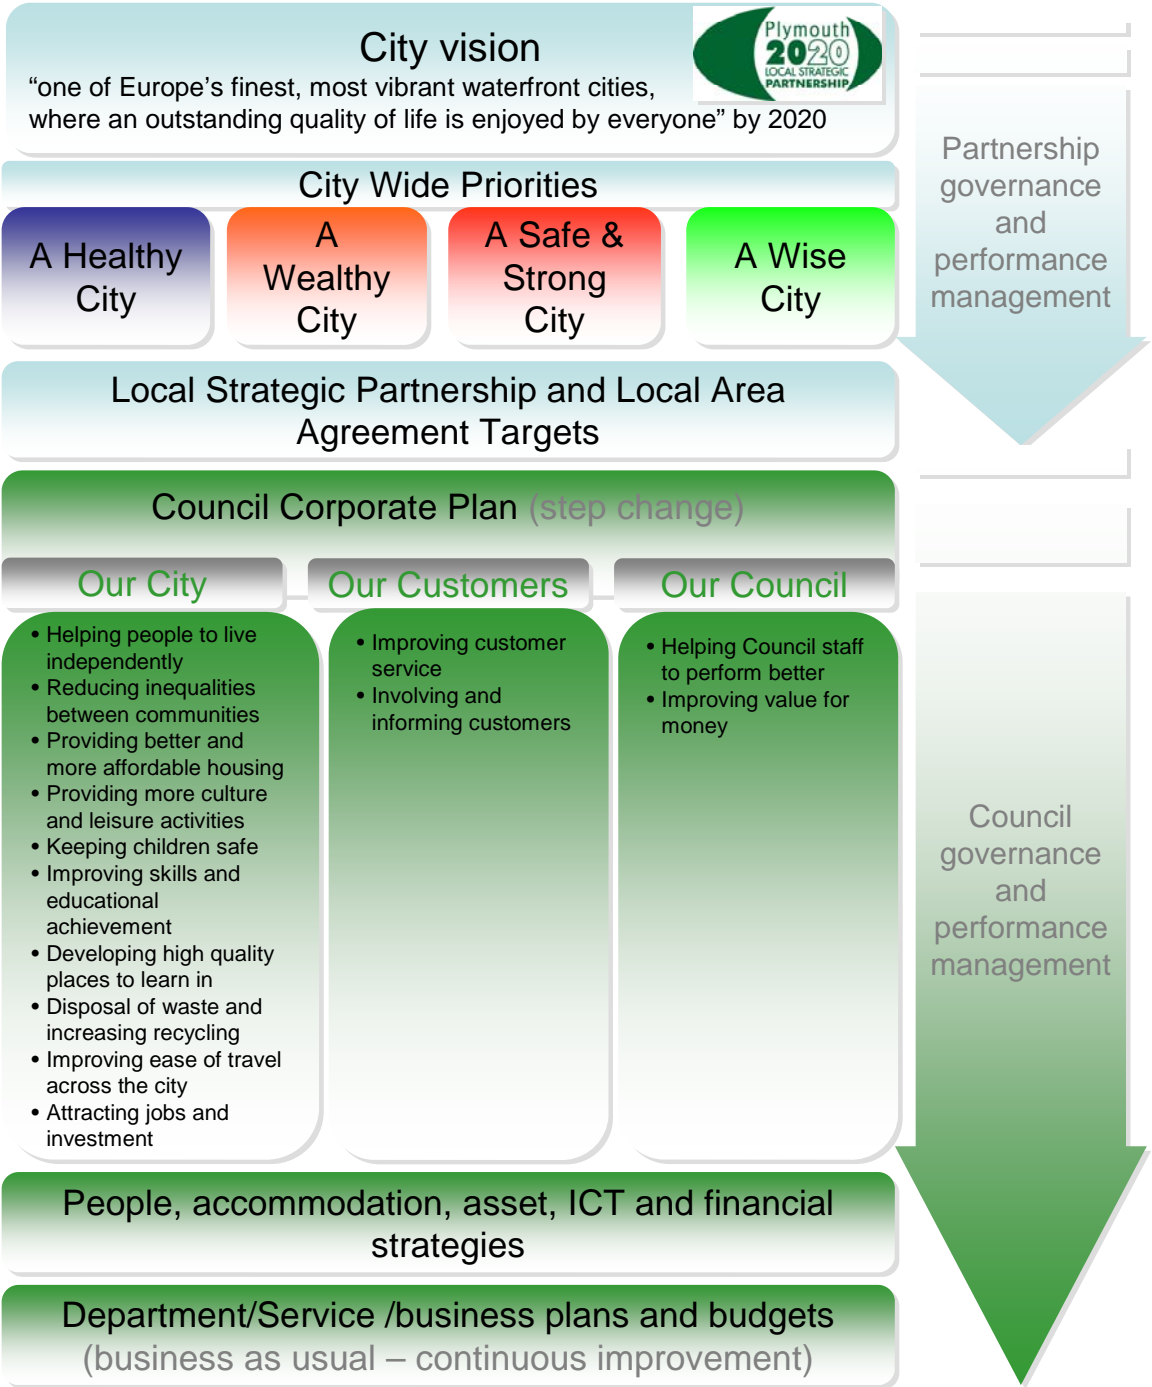 City vision
Plymouth
2020
LOCAL STRATEGIC
PARTNERSHIP
“one of Europe’s finest, most vibrant waterfront cities,
where an outstanding quality of life is enjoyed by everyone” by 2020
City Wide Priorities
A Healthy
City
A
Wealthy
City
A Safe &
Strong
City
A Wise
City
Partnership
governance
and
performance
management
Local Strategic Partnership and Local Area
Agreement Targets
Council Corporate Plan (step change)
Our City
• Helping people to live
independently
• Reducing inequalities
between communities
• Providing better and
more affordable housing
• Providing more culture
and leisure activities
• Keeping children safe
• Improving skills and
educational
achievement
• Developing high quality
places to learn in
• Disposal of waste and
increasing recycling
• Improving ease of travel
across the city
• Attracting jobs and
investment
Our Customers
• Improving customer
service
• Involving and
informing customers
Our Council
• Helping Council staff
to perform better
• Improving value for
money
Council
governance
and
performance
management
People, accommodation, asset, ICT and financial
strategies
Department/Service /business plans and budgets
(business as usual – continuous improvement)